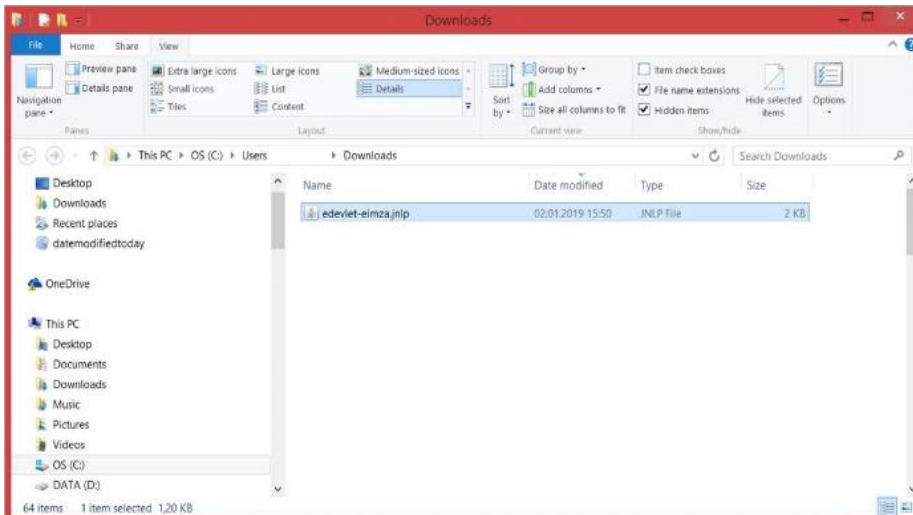 Downloads
File Home Share View
Navigation pane
Preview pane
Details pane
Panes
Extra large icons Large icons Medium-sized icons
Small icons List Details
Tiles Content
Layout
Sort by
Group by
Add columns
Size all columns to fit
Current view
Item check boxes
File name extensions
Hidden items
Hide selected items
Show/hide
Options
This PC OS (C:) Users Downloads
Search Downloads
Desktop
Downloads
Recent places
datemodifiedtoday
OneDrive
This PC
Desktop
Documents
Downloads
Music
Pictures
Videos
OS (C:)
DATA (D:)
Name Date modified Type Size
edevlet-eimza.jnlp 02.01.2019 15:50 JNLP File 2 KB
64 items 1 item selected 1,20 KB